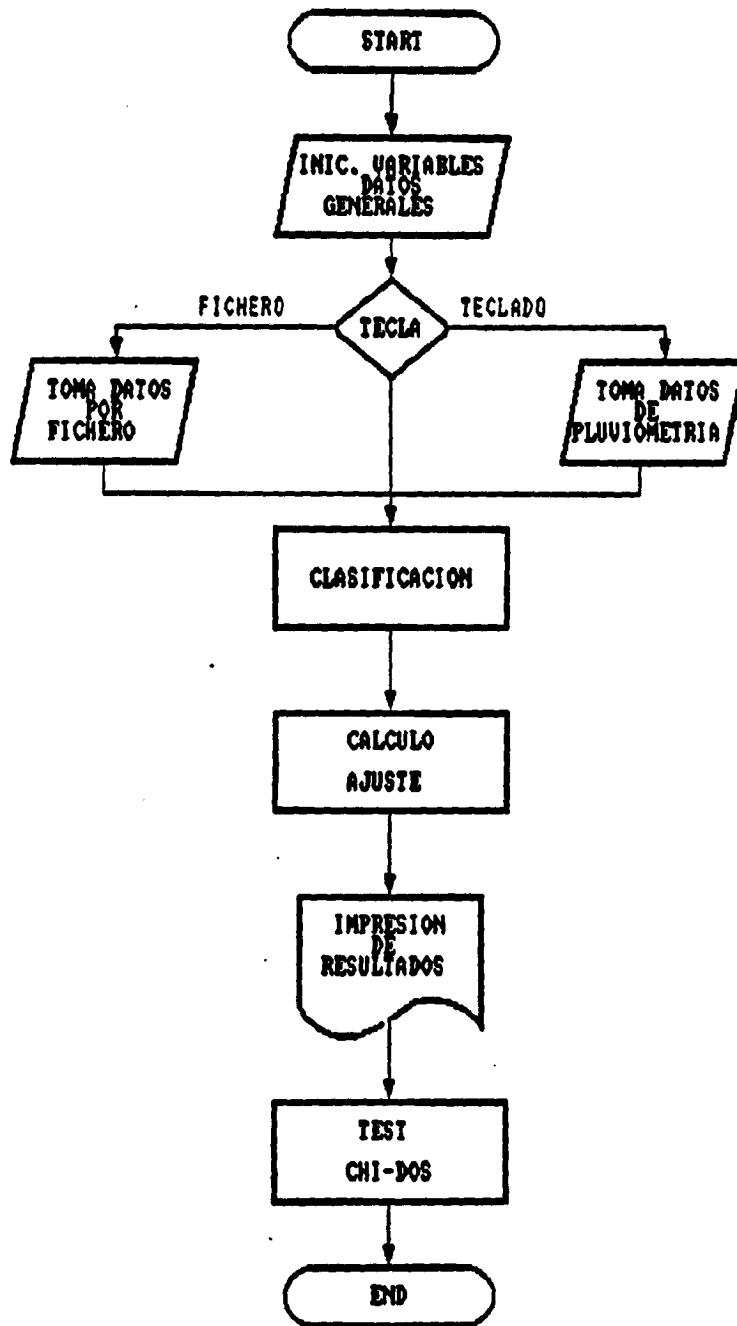 START
INIC. VARIABLES
DATOS
GENERALES
FICHERO
TECLA
TECLADO
TOMA DATOS
POR
FICHERO
TOMA DATOS
DE
PLUVIOMETRIA
CLASIFICACION
CALCULO
AJUSTE
IMPRESION
DE
RESULTADOS
TEST
CHI-DOS
END